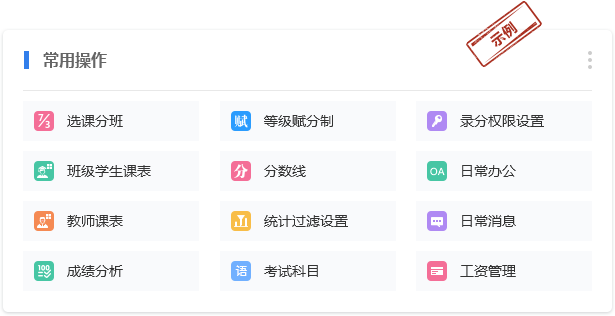 示例
常用操作
7/3 选课分班
赋 等级赋分制
录分权限设置
班级学生课表
分 分数线
OA 日常办公
教师课表
统计过滤设置
日常消息
100 成绩分析
语 考试科目
工资管理